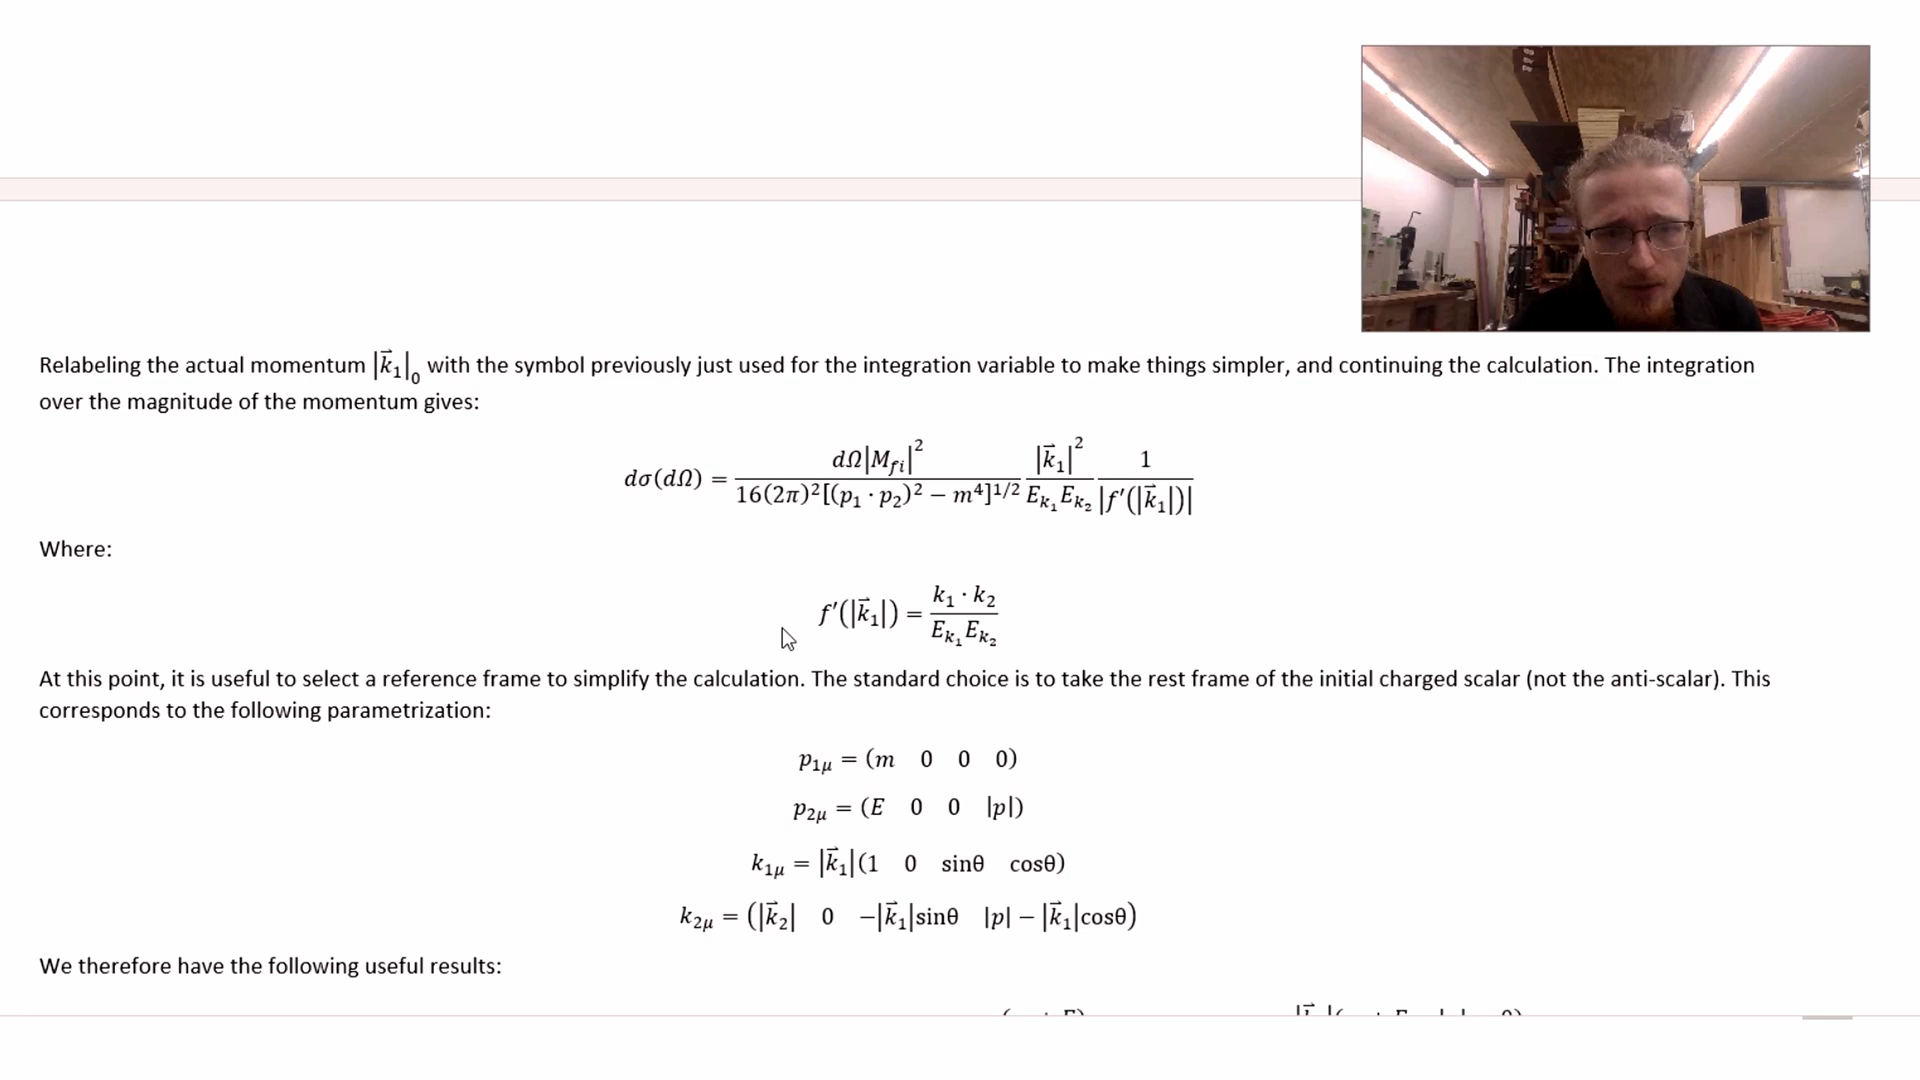 Relabeling the actual momentum |k⃗₁|₀ with the symbol previously just used for the integration variable to make things simpler, and continuing the calculation. The integration
over the magnitude of the momentum gives:
dσ(dΩ) = dΩ|M_{fi}|² / (16(2π)²[(p₁ · p₂)² − m⁴]^{1/2}) |k⃗₁|² / (E_{k₁}E_{k₂}) 1 / |f′(|k⃗₁|)|
Where:
f′(|k⃗₁|) = k₁ · k₂ / (E_{k₁}E_{k₂})
At this point, it is useful to select a reference frame to simplify the calculation. The standard choice is to take the rest frame of the initial charged scalar (not the anti-scalar). This
corresponds to the following parametrization:
p_{1μ} = (m 0 0 0)
p_{2μ} = (E 0 0 |p|)
k_{1μ} = |k⃗₁|(1 0 sinθ cosθ)
k_{2μ} = (|k⃗₂| 0 −|k⃗₁|sinθ |p| − |k⃗₁|cosθ)
We therefore have the following useful results: